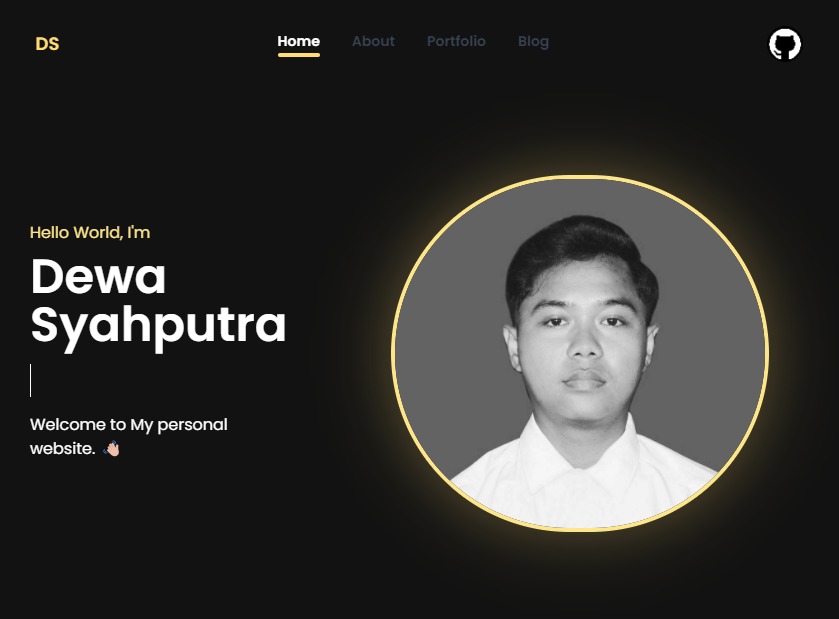 DS
Home About Portfolio Blog
Hello World, I'm
Dewa
Syahputra
Welcome to My personal
website. 👋🏻